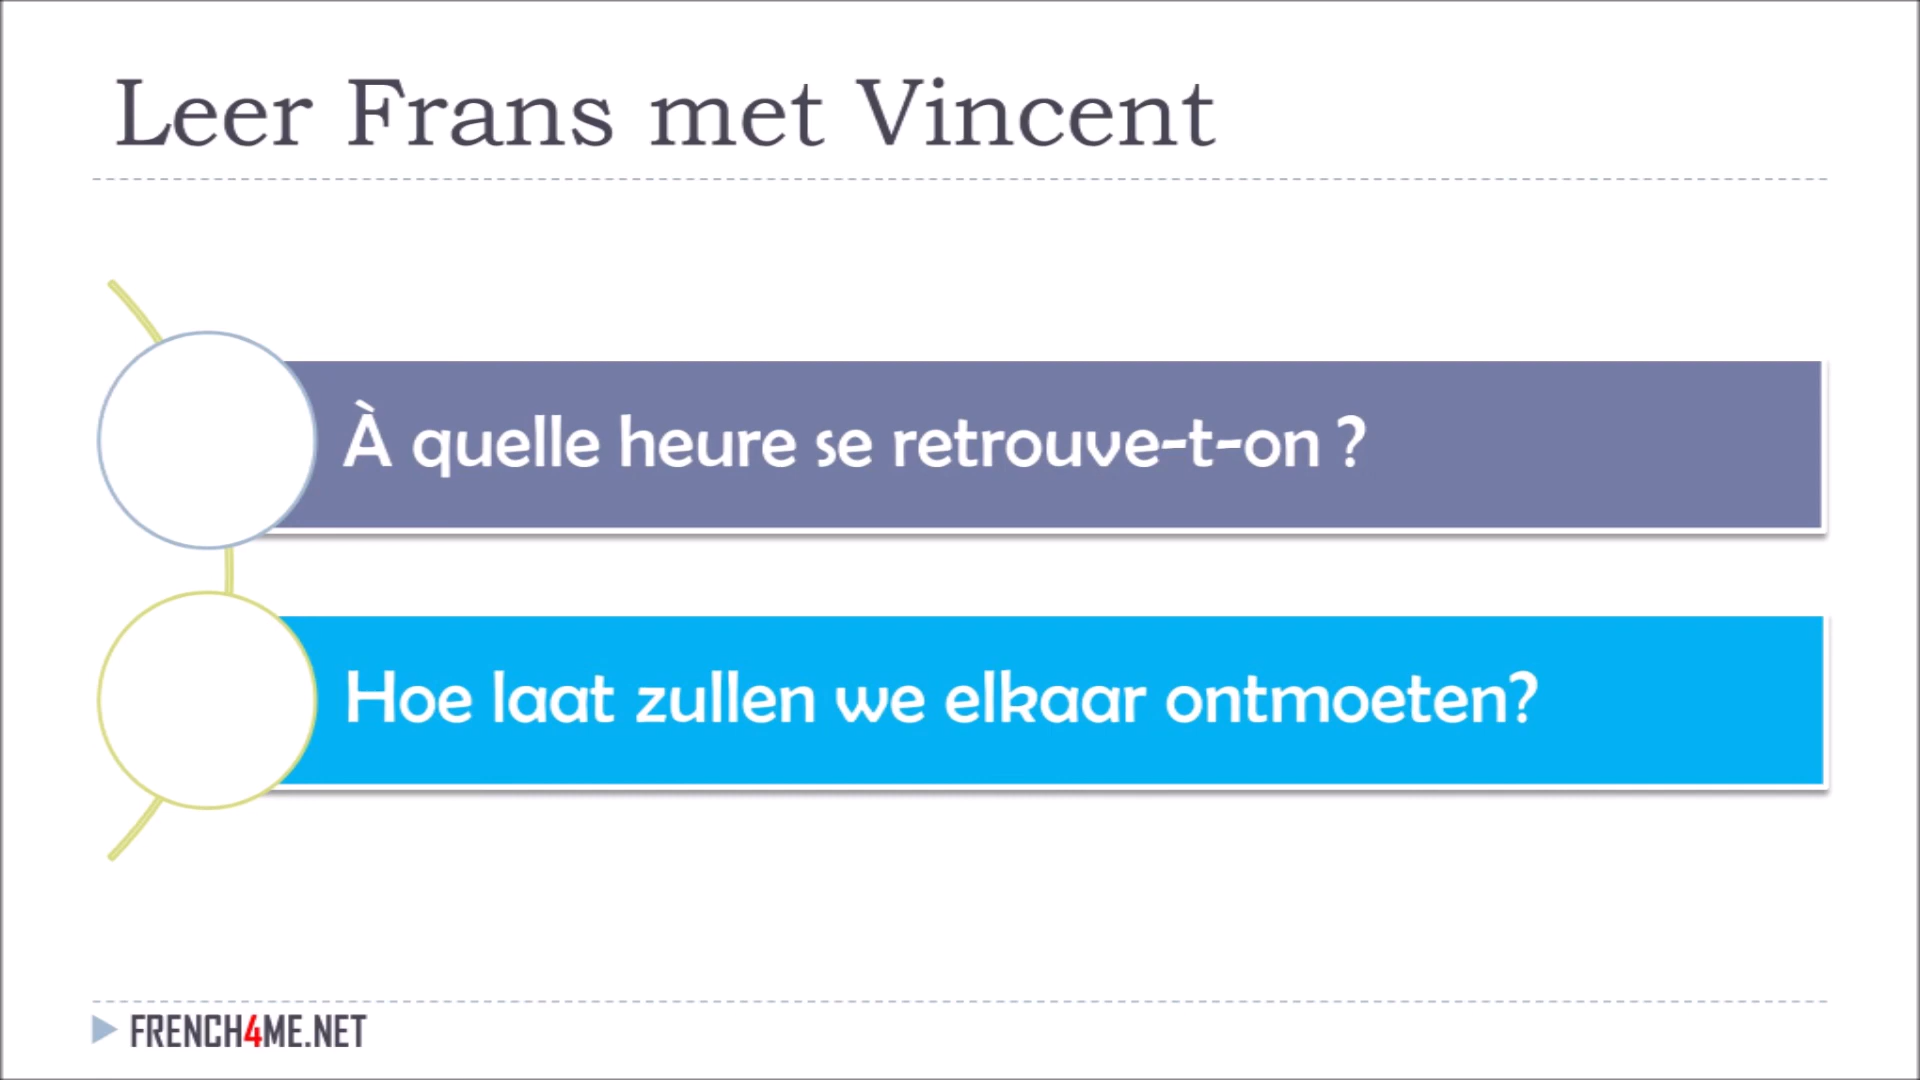 Leer Frans met Vincent
À quelle heure se retrouve-t-on ?
Hoe laat zullen we elkaar ontmoeten?
FRENCH4ME.NET